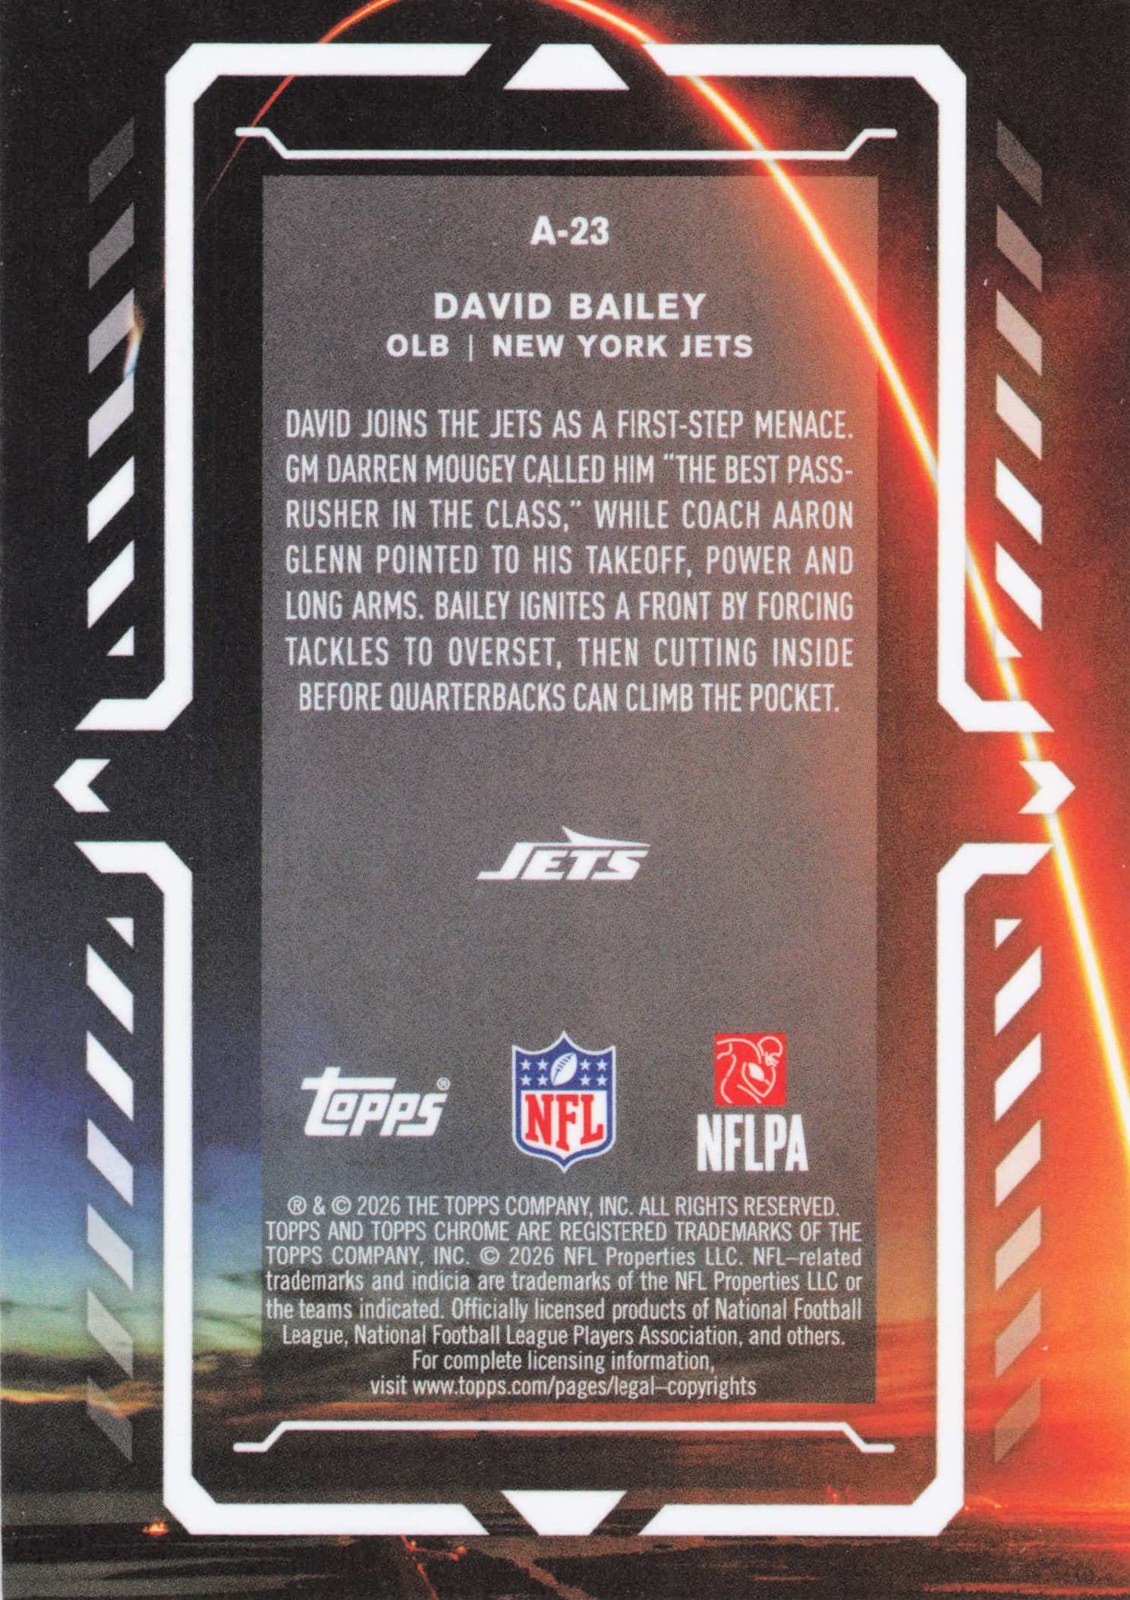 A-23
DAVID BAILEY
OLB | NEW YORK JETS
DAVID JOINS THE JETS AS A FIRST-STEP MENACE.
GM DARREN MOUGEY CALLED HIM "THE BEST PASS-
RUSHER IN THE CLASS," WHILE COACH AARON
GLENN POINTED TO HIS TAKEOFF, POWER AND
LONG ARMS. BAILEY IGNITES A FRONT BY FORCING
TACKLES TO OVERSET, THEN CUTTING INSIDE
BEFORE QUARTERBACKS CAN CLIMB THE POCKET.
JETS
topps®
NFL
NFLPA
® & © 2026 THE TOPPS COMPANY, INC. ALL RIGHTS RESERVED.
TOPPS AND TOPPS CHROME ARE REGISTERED TRADEMARKS OF THE
TOPPS COMPANY, INC. © 2026 NFL Properties LLC. NFL-related
trademarks and indicia are trademarks of the NFL Properties LLC or
the teams indicated. Officially licensed products of National Football
League, National Football League Players Association, and others.
For complete licensing information,
visit www.topps.com/pages/legal-copyrights